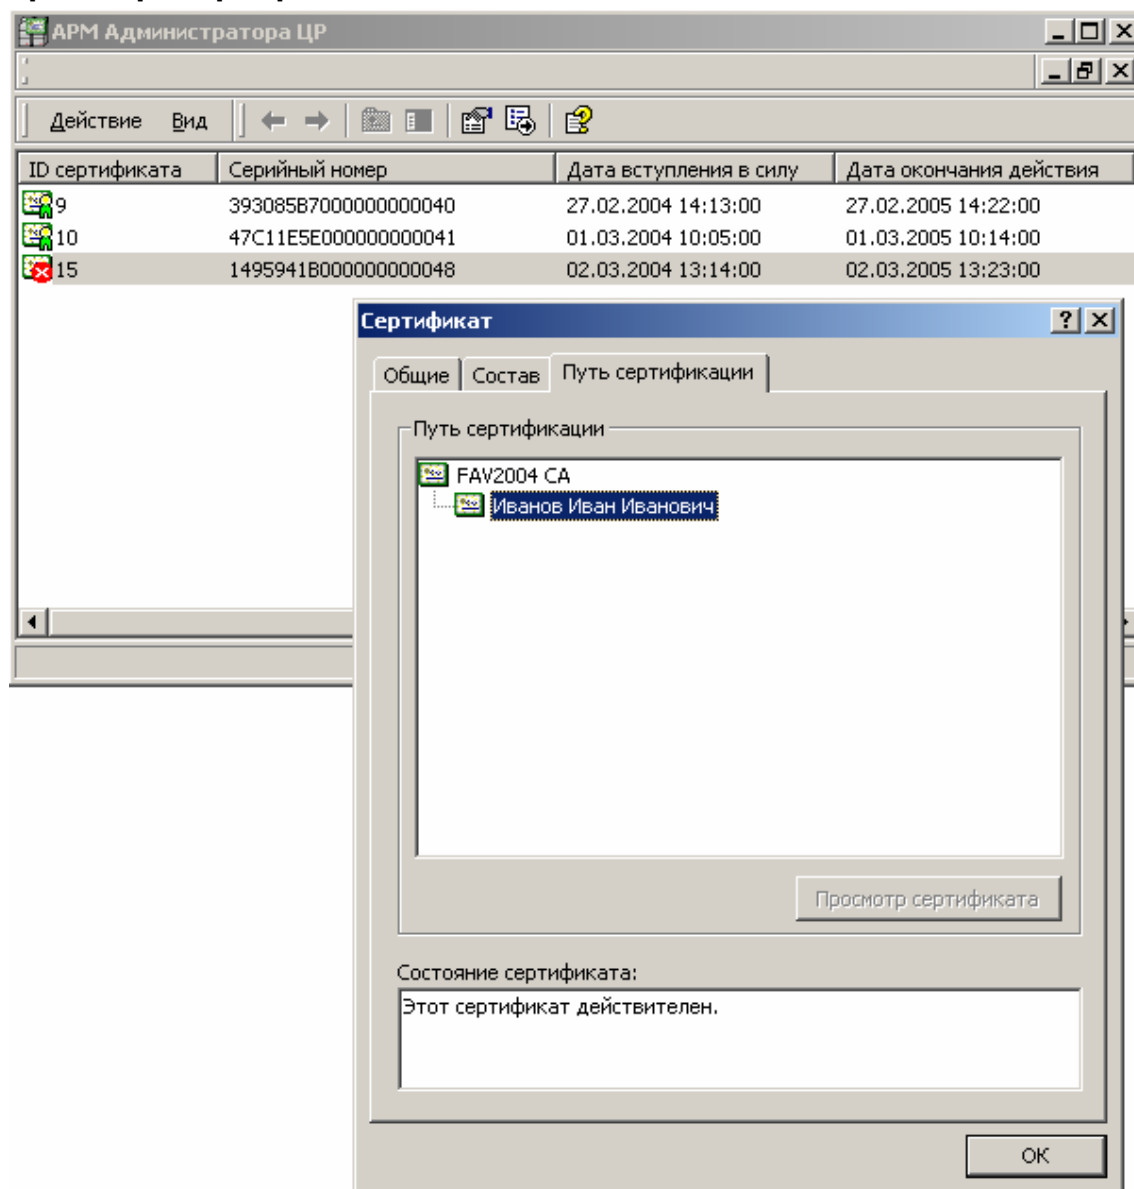 АРМ Администратора ЦР
Действие Вид
ID сертификата Серийный номер Дата вступления в силу Дата окончания действия
9 393085B7000000000040 27.02.2004 14:13:00 27.02.2005 14:22:00
10 47C11E5E000000000041 01.03.2004 10:05:00 01.03.2005 10:14:00
15 1495941B000000000048 02.03.2004 13:14:00 02.03.2005 13:23:00
Сертификат
Общие Состав Путь сертификации
Путь сертификации
FAV2004 CA
Иванов Иван Иванович
Просмотр сертификата
Состояние сертификата:
Этот сертификат действителен.
ОК